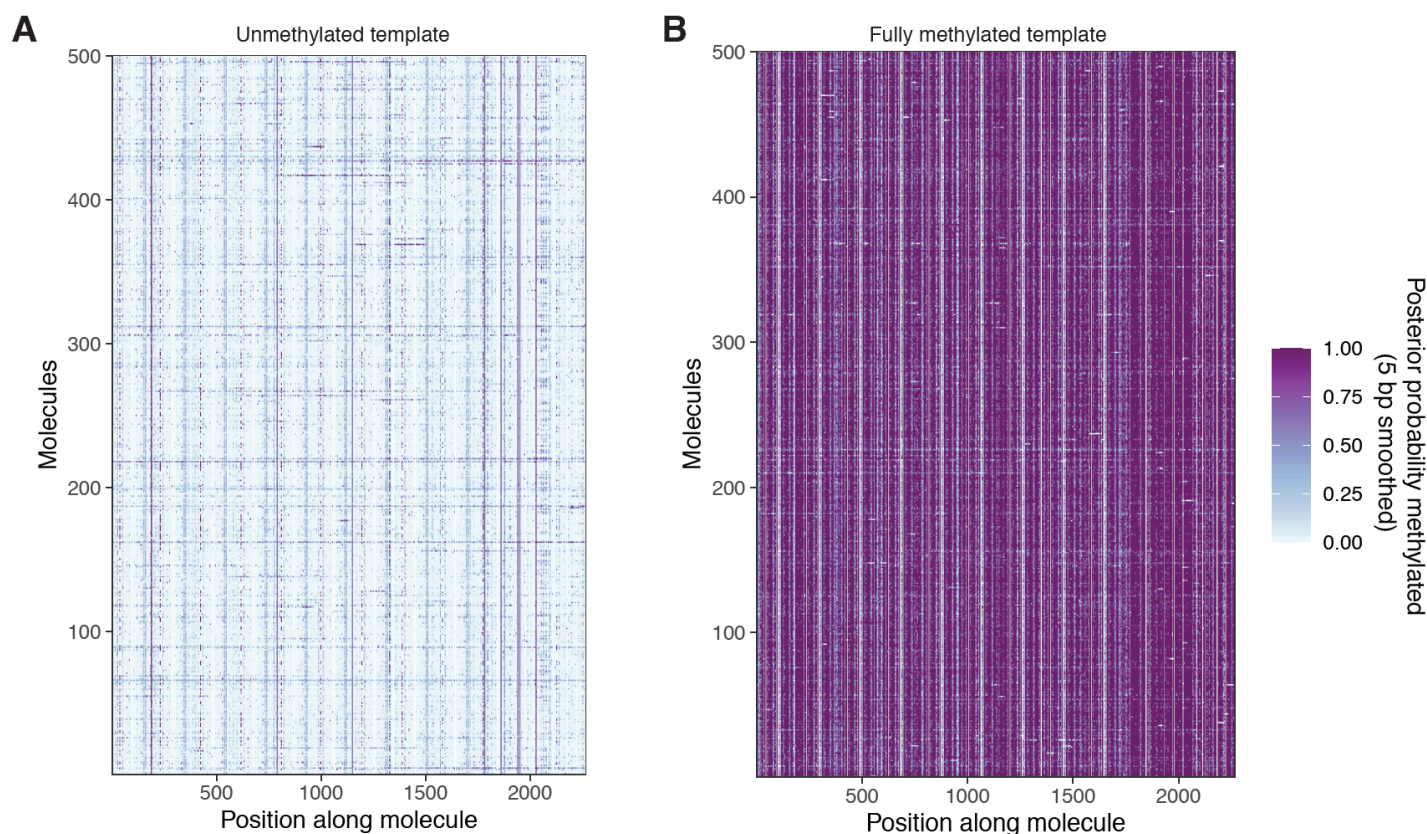 A
Unmethylated template
500
400
300
200
100
Molecules
500
1000
1500
2000
Position along molecule
B
Fully methylated template
500
400
300
200
100
Molecules
500
1000
1500
2000
Position along molecule
1.00
0.75
0.50
0.25
0.00
Posterior probability methylated
(5 bp smoothed)